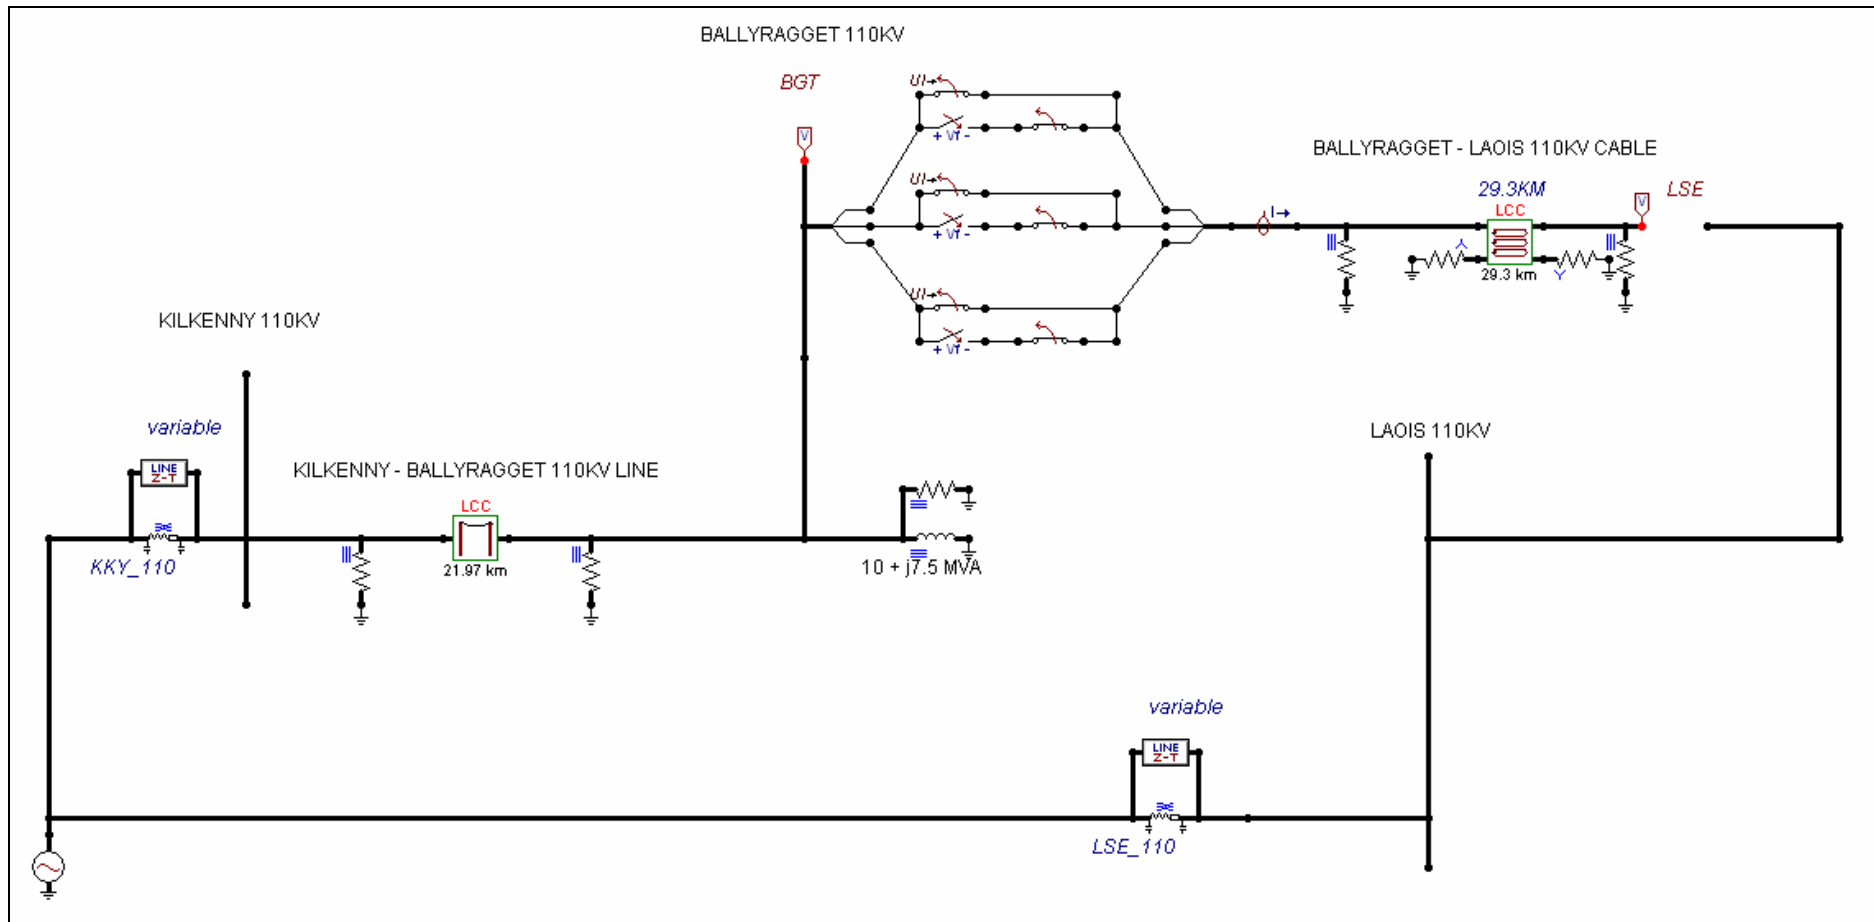 BALLYRAGGET 110KV
BGT
V
UI
+ Vf -
UI
+ Vf -
UI
+ Vf -
I
BALLYRAGGET - LAOIS 110KV CABLE
29.3KM
LCC
29.3 km
V
LSE
KILKENNY 110KV
variable
LINE
Z-T
KKY_110
KILKENNY - BALLYRAGGET 110KV LINE
LCC
21.97 km
10 + j7.5 MVA
LAOIS 110KV
variable
LINE
Z-T
LSE_110